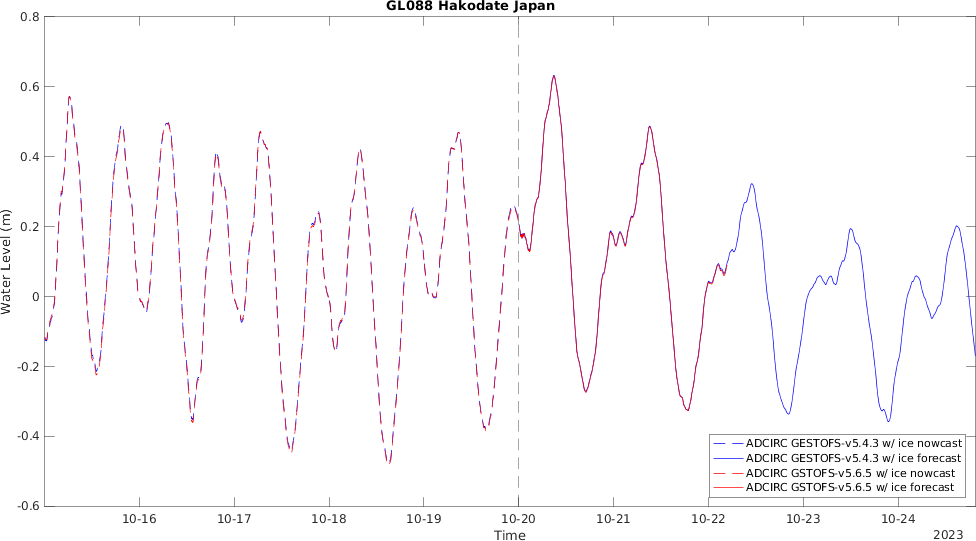 GL088 Hakodate Japan
0.8
0.6
0.4
0.2
0
-0.2
-0.4
-0.6
Water Level (m)
ADCIRC GESTOFS-v5.4.3 w/ ice nowcast
ADCIRC GESTOFS-v5.4.3 w/ ice forecast
ADCIRC GSTOFS-v5.6.5 w/ ice nowcast
ADCIRC GSTOFS-v5.6.5 w/ ice forecast
10-16 10-17 10-18 10-19 10-20 10-21 10-22 10-23 10-24
Time
2023